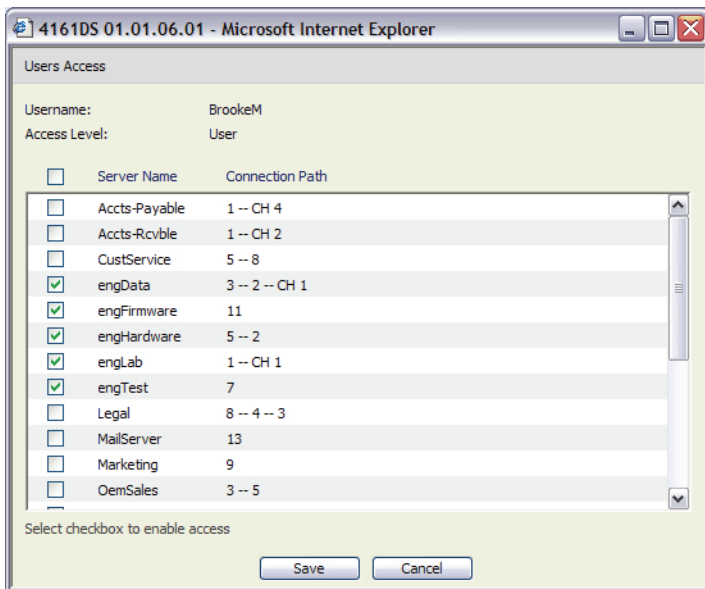 4161DS 01.01.06.01 - Microsoft Internet Explorer
Users Access
Username: BrookeM
Access Level: User
Server Name Connection Path
Accts-Payable 1 -- CH 4
Accts-Rcvble 1 -- CH 2
CustService 5 -- 8
engData 3 -- 2 -- CH 1
engFirmware 11
engHardware 5 -- 2
engLab 1 -- CH 1
engTest 7
Legal 8 -- 4 -- 3
MailServer 13
Marketing 9
OemSales 3 -- 5
Select checkbox to enable access
Save Cancel